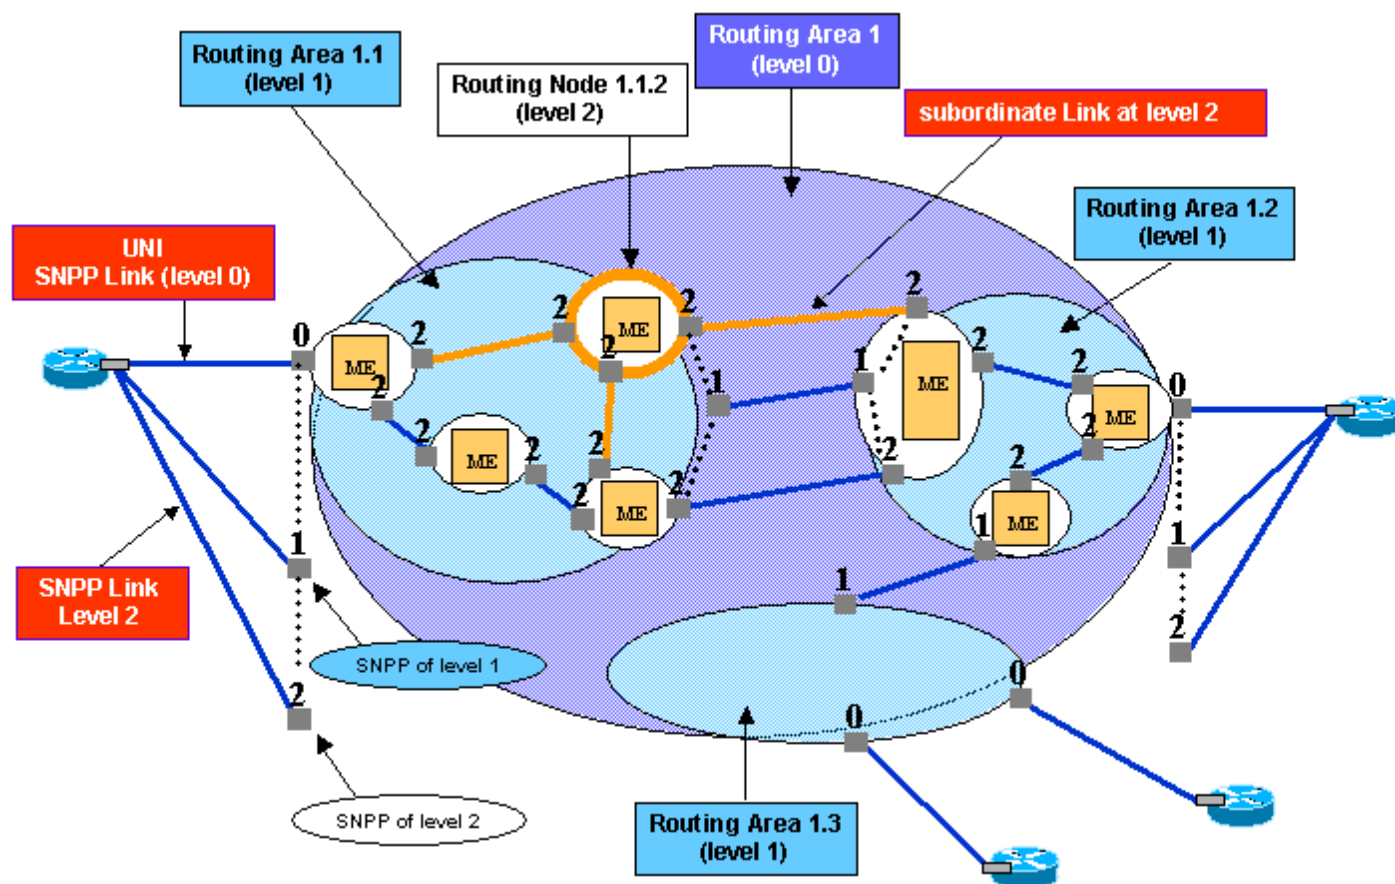 Routing Area 1
(level 0)
Routing Area 1.1
(level 1)
Routing Node 1.1.2
(level 2)
subordinate Link at level 2
Routing Area 1.2
(level 1)
UNI
SNPP Link (level 0)
2
2
2
2
ME
0
2
ME
2
2
2
1
1
ME
2
2
0
ME
2
ME
2
2
2
2
2
2
2
ME
ME
ME
1
1
1
1
SNPP Link
Level 2
2
SNPP of level 1
2
0
0
SNPP of level 2
Routing Area 1.3
(level 1)